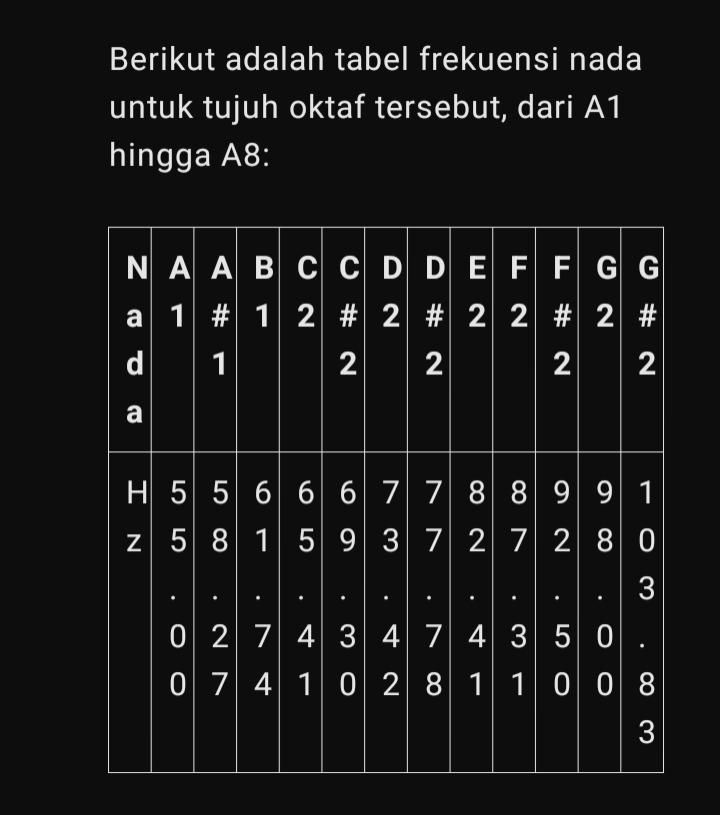 Berikut adalah tabel frekuensi nada
untuk tujuh oktaf tersebut, dari A1
hingga A8:
Nada A1 A#1 B1 C2 C#2 D2 D#2 E2 F2 F#2 G2 G#2
Hz 55.00 58.27 61.74 65.41 69.30 73.42 77.78 82.41 87.31 92.50 98.00 103.83